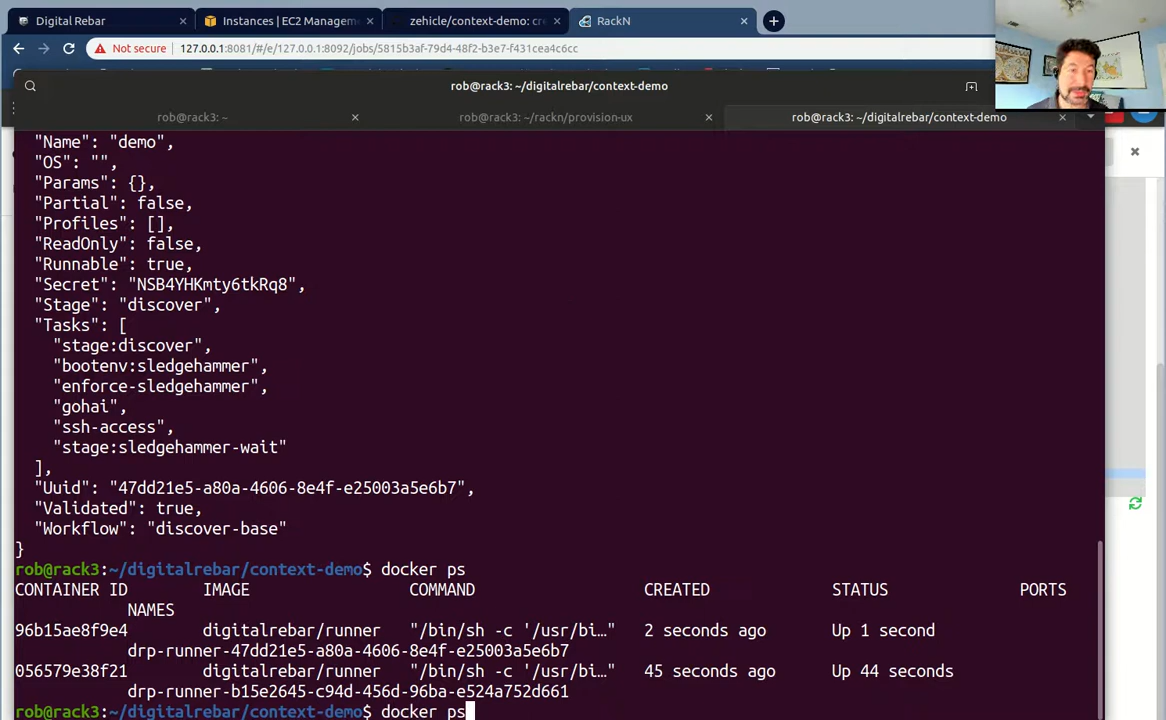 Digital Rebar
Instances | EC2 Managem
zehicle/context-demo: cre
RackN
Not secure 127.0.0.1:8081/#/e/127.0.0.1:8092/jobs/5815b3af-79d4-48f2-b3e7-f431cea4c6cc
rob@rack3: ~/digitalrebar/context-demo
rob@rack3: ~
rob@rack3: ~/rackn/provision-ux
rob@rack3: ~/digitalrebar/context-demo
"Name": "demo",
"OS": "",
"Params": {},
"Partial": false,
"Profiles": [],
"ReadOnly": false,
"Runnable": true,
"Secret": "NSB4YHKmty6tkRq8",
"Stage": "discover",
"Tasks": [
"stage:discover",
"bootenv:sledgehammer",
"enforce-sledgehammer",
"gohai",
"ssh-access",
"stage:sledgehammer-wait"
],
"Uuid": "47dd21e5-a80a-4606-8e4f-e25003a5e6b7",
"Validated": true,
"Workflow": "discover-base"
}
rob@rack3:~/digitalrebar/context-demo$ docker ps
CONTAINER ID IMAGE COMMAND CREATED STATUS PORTS
NAMES
96b15ae8f9e4 digitalrebar/runner "/bin/sh -c '/usr/bi…" 2 seconds ago Up 1 second
drp-runner-47dd21e5-a80a-4606-8e4f-e25003a5e6b7
056579e38f21 digitalrebar/runner "/bin/sh -c '/usr/bi…" 45 seconds ago Up 44 seconds
drp-runner-b15e2645-c94d-456d-96ba-e524a752d661
rob@rack3:~/digitalrebar/context-demo$ docker ps